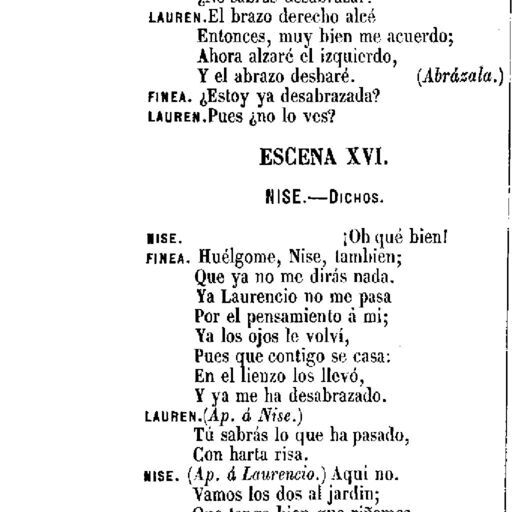 LAUREN. El brazo derecho alcé
Entonces, muy bien me acuerdo;
Ahora alzaré el izquierdo,
Y el abrazo desharé. (Abrázala.)
FINEA. ¿Estoy ya desabrazada?
LAUREN. Pues ¿no lo ves?
ESCENA XVI.
NISE.—DICHOS.
NISE. ¡Oh qué bien!
FINEA. Huélgome, Nise, tambien;
Que ya no me dirás nada.
Ya Laurencio no me pasa
Por el pensamiento á mi;
Ya los ojos le volví,
Pues que contigo se casa:
En el lienzo los llevó,
Y ya me ha desabrazado.
LAUREN. (Ap. á Nise.)
Tú sabrás lo que ha pasado,
Con harta risa.
NISE. (Ap. á Laurencio.) Aqui no.
Vamos los dos al jardin;